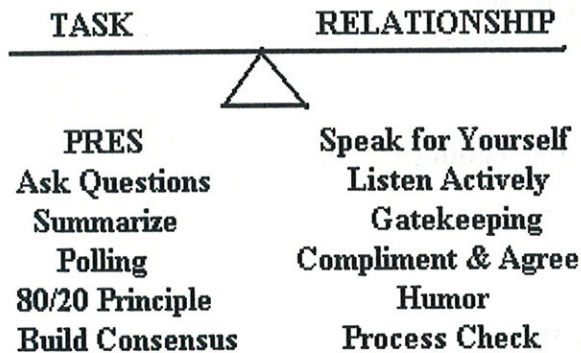 TASK RELATIONSHIP
PRES
Ask Questions
Summarize
Polling
80/20 Principle
Build Consensus
Speak for Yourself
Listen Actively
Gatekeeping
Compliment & Agree
Humor
Process Check